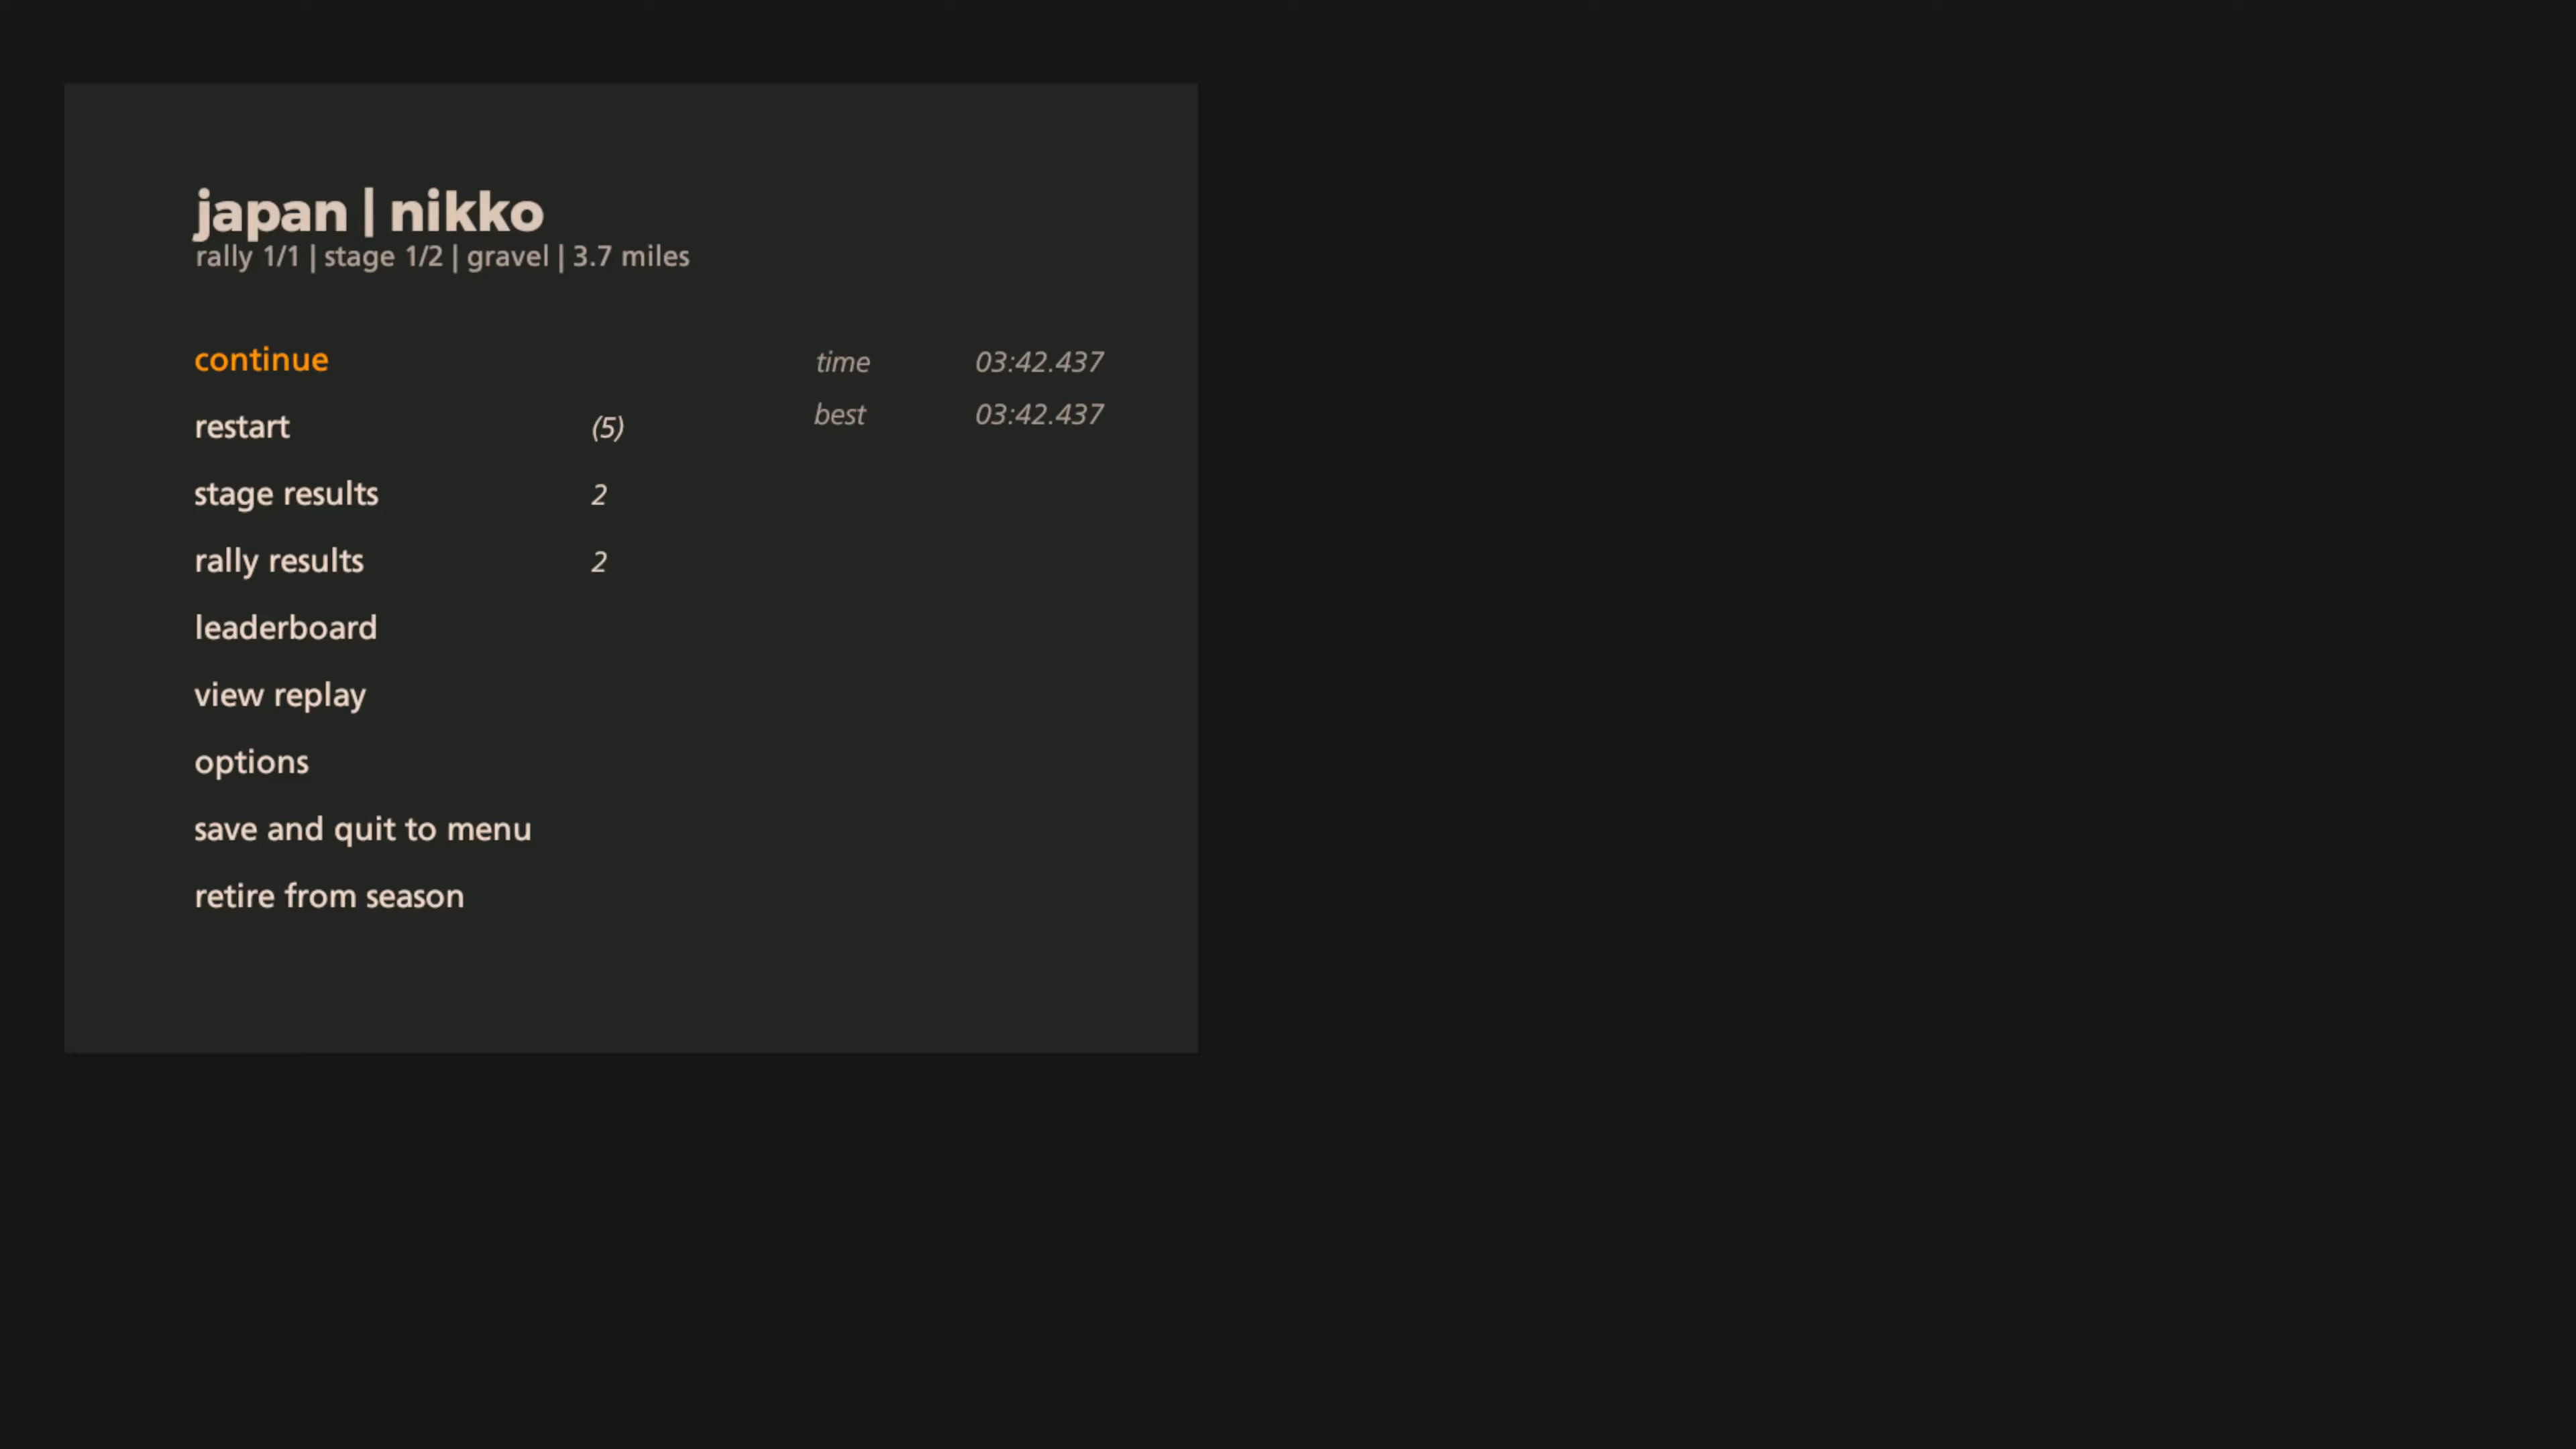 japan | nikko
rally 1/1 | stage 1/2 | gravel | 3.7 miles
continue
time 03:42.437
best 03:42.437
restart (5)
stage results 2
rally results 2
leaderboard
view replay
options
save and quit to menu
retire from season